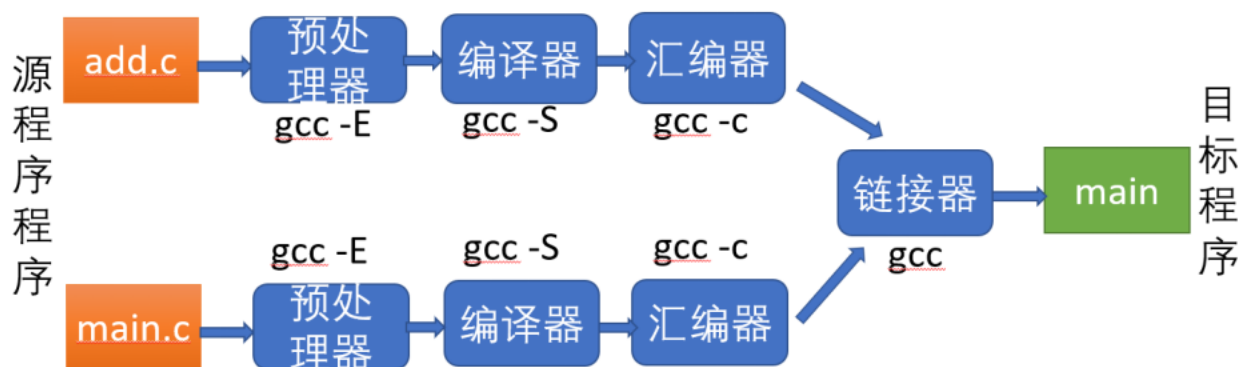 源程序程序
add.c
预处
理器
gcc -E
编译器
gcc -S
汇编器
gcc -c
main.c
gcc -E
预处
理器
gcc -S
编译器
gcc -c
汇编器
链接器
gcc
main
目标程序